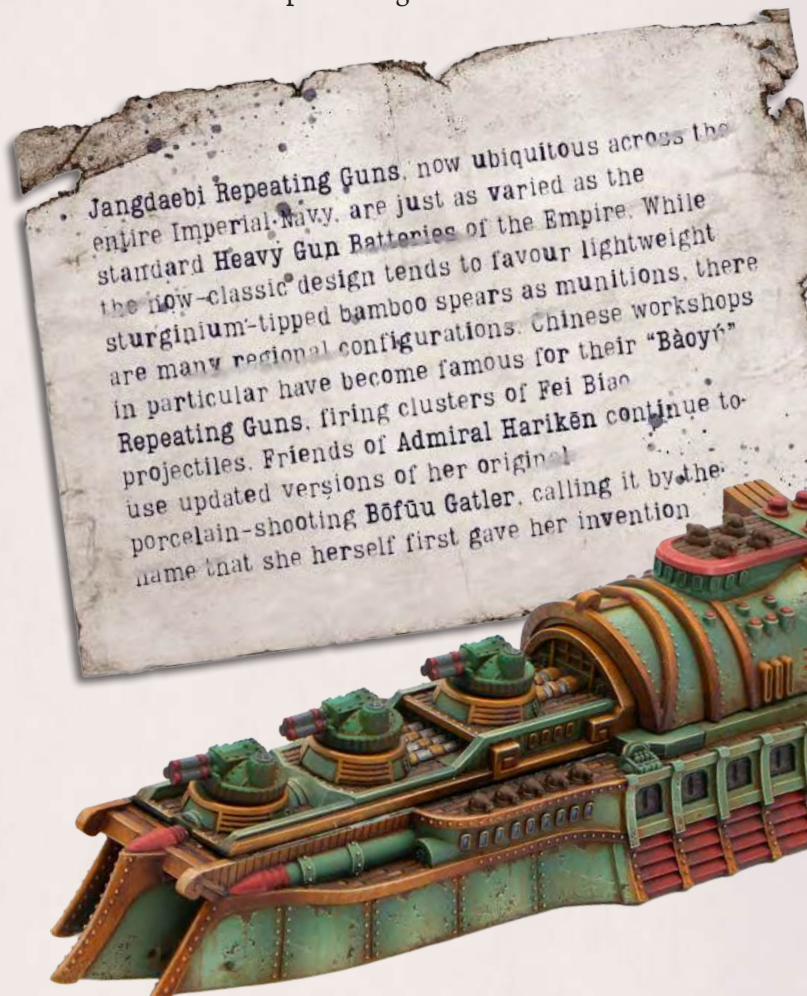 Jangdaebi Repeating Guns, now ubiquitous across the
entire Imperial Navy, are just as varied as the
standard Heavy Gun Batteries of the Empire. While
the now-classic design tends to favour lightweight
sturginium-tipped bamboo spears as munitions, there
are many regional configurations. Chinese workshops
in particular have become famous for their
Repeating Guns, firing clusters of Fei Biao
projectiles. Friends of Admiral Harikēn continue to
use updated versions of her original
porcelain-shooting Bōfūu Gatler, calling it by the
name that she herself first gave her invention